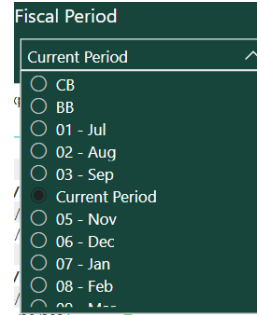 Fiscal Period
Current Period
CB
BB
01 - Jul
02 - Aug
03 - Sep
Current Period
05 - Nov
06 - Dec
07 - Jan
08 - Feb